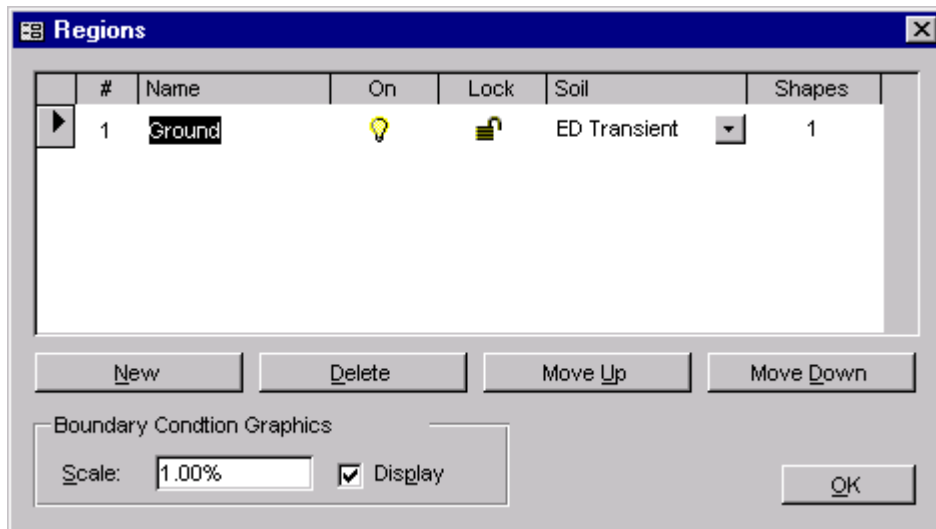 Regions
# Name On Lock Soil Shapes
1 Ground ED Transient 1
New Delete Move Up Move Down
Boundary Condtion Graphics
Scale: 1.00% Display
OK